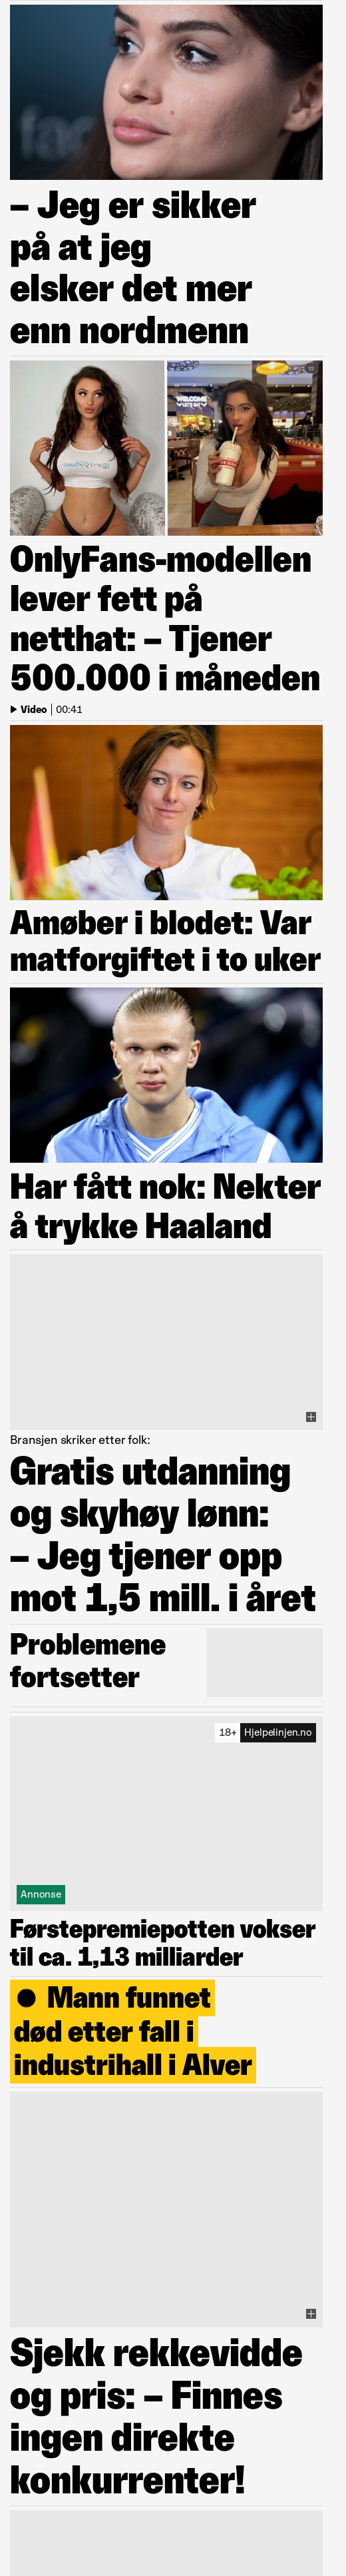 – Jeg er sikker
på at jeg
elsker det mer
enn nordmenn
WELCOME
OnlyFans-modellen
lever fett på
netthat: – Tjener
500.000 i måneden
Video | 00:41
Amøber i blodet: Var
matforgiftet i to uker
Har fått nok: Nekter
å trykke Haaland
Bransjen skriker etter folk:
Gratis utdanning
og skyhøy lønn:
– Jeg tjener opp
mot 1,5 mill. i året
Problemene
fortsetter
18+ Hjelpelinjen.no
Annonse
Førstepremiepotten vokser
til ca. 1,13 milliarder
Mann funnet
død etter fall i
industrihall i Alver
Sjekk rekkevidde
og pris: – Finnes
ingen direkte
konkurrenter!